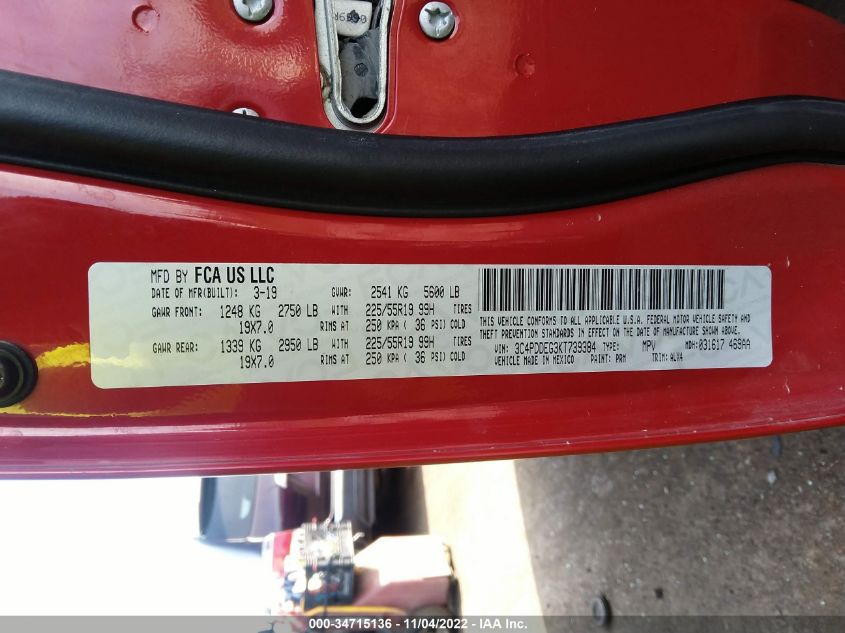 MFD BY FCA US LLC
DATE OF MFR(BUILT): 3-19 GVWR: 2541 KG 5600 LB
GAWR FRONT: 1248 KG 2750 LB WITH 225/55R19 99H TIRES
19X7.0 RIMS AT 250 KPA ( 36 PSI) COLD
GAWR REAR: 1339 KG 2950 LB WITH 225/55R19 99H TIRES
19X7.0 RIMS AT 250 KPA ( 36 PSI) COLD
THIS VEHICLE CONFORMS TO ALL APPLICABLE U.S.A. FEDERAL MOTOR VEHICLE SAFETY AND
THEFT PREVENTION STANDARDS IN EFFECT ON THE DATE OF MANUFACTURE SHOWN ABOVE
VIN: 3C4PDDEG3KT739384 TYPE: MPV MDH: 031617 469AA
VEHICLE MADE IN MEXICO PAINT: PRM TRIM: ALV4
000-34715136 - 11/04/2022 - IAA Inc.